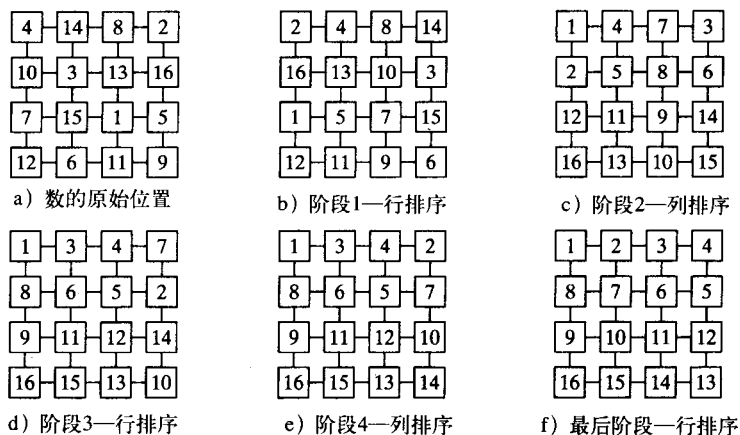 4 14 8 2
10 3 13 16
7 15 1 5
12 6 11 9
a）数的原始位置
2 4 8 14
16 13 10 3
1 5 7 15
12 11 9 6
b）阶段1—行排序
1 4 7 3
2 5 8 6
12 11 9 14
16 13 10 15
c）阶段2—列排序
1 3 4 7
8 6 5 2
9 11 12 14
16 15 13 10
d）阶段3—行排序
1 3 4 2
8 6 5 7
9 11 12 10
16 15 13 14
e）阶段4—列排序
1 2 3 4
8 7 6 5
9 10 11 12
16 15 14 13
f）最后阶段—行排序